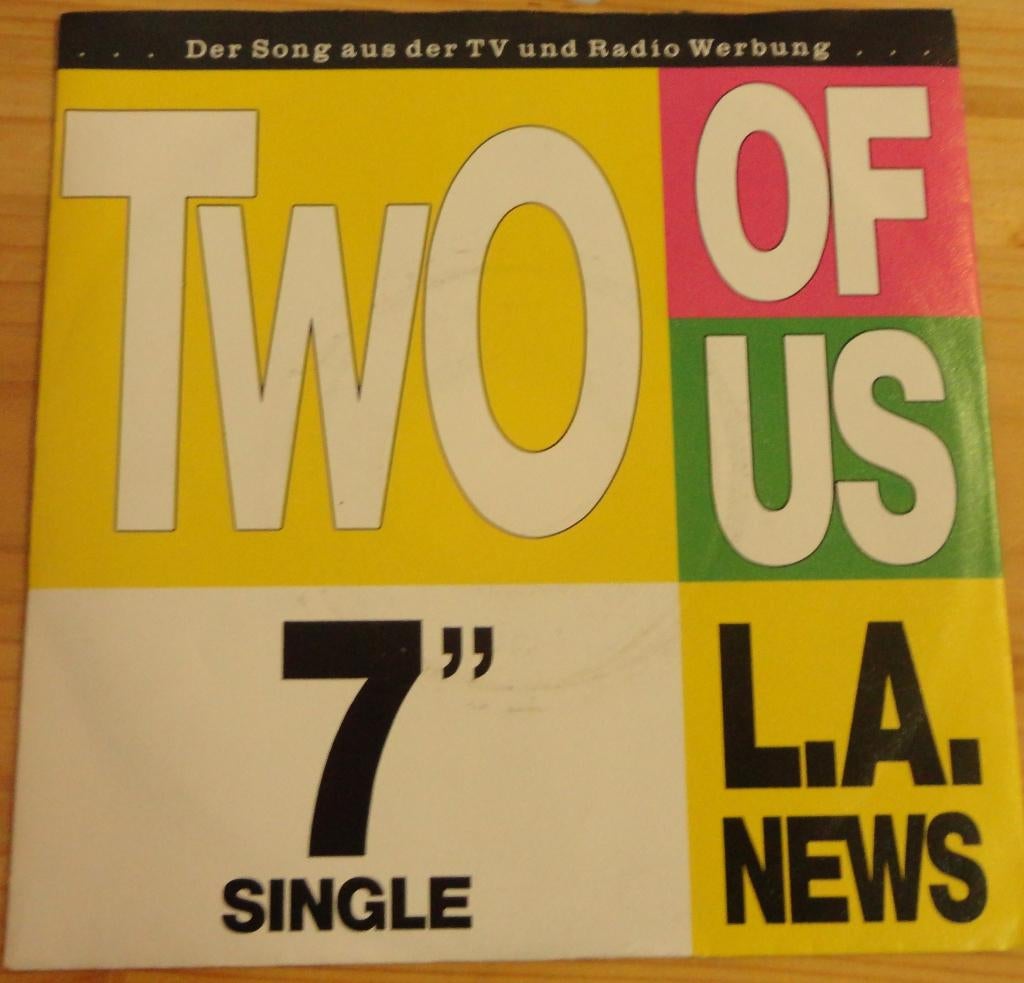 . . . Der Song aus der TV und Radio Werbung . . .
TWO
OF
US
7”
SINGLE
L.A.
NEWS